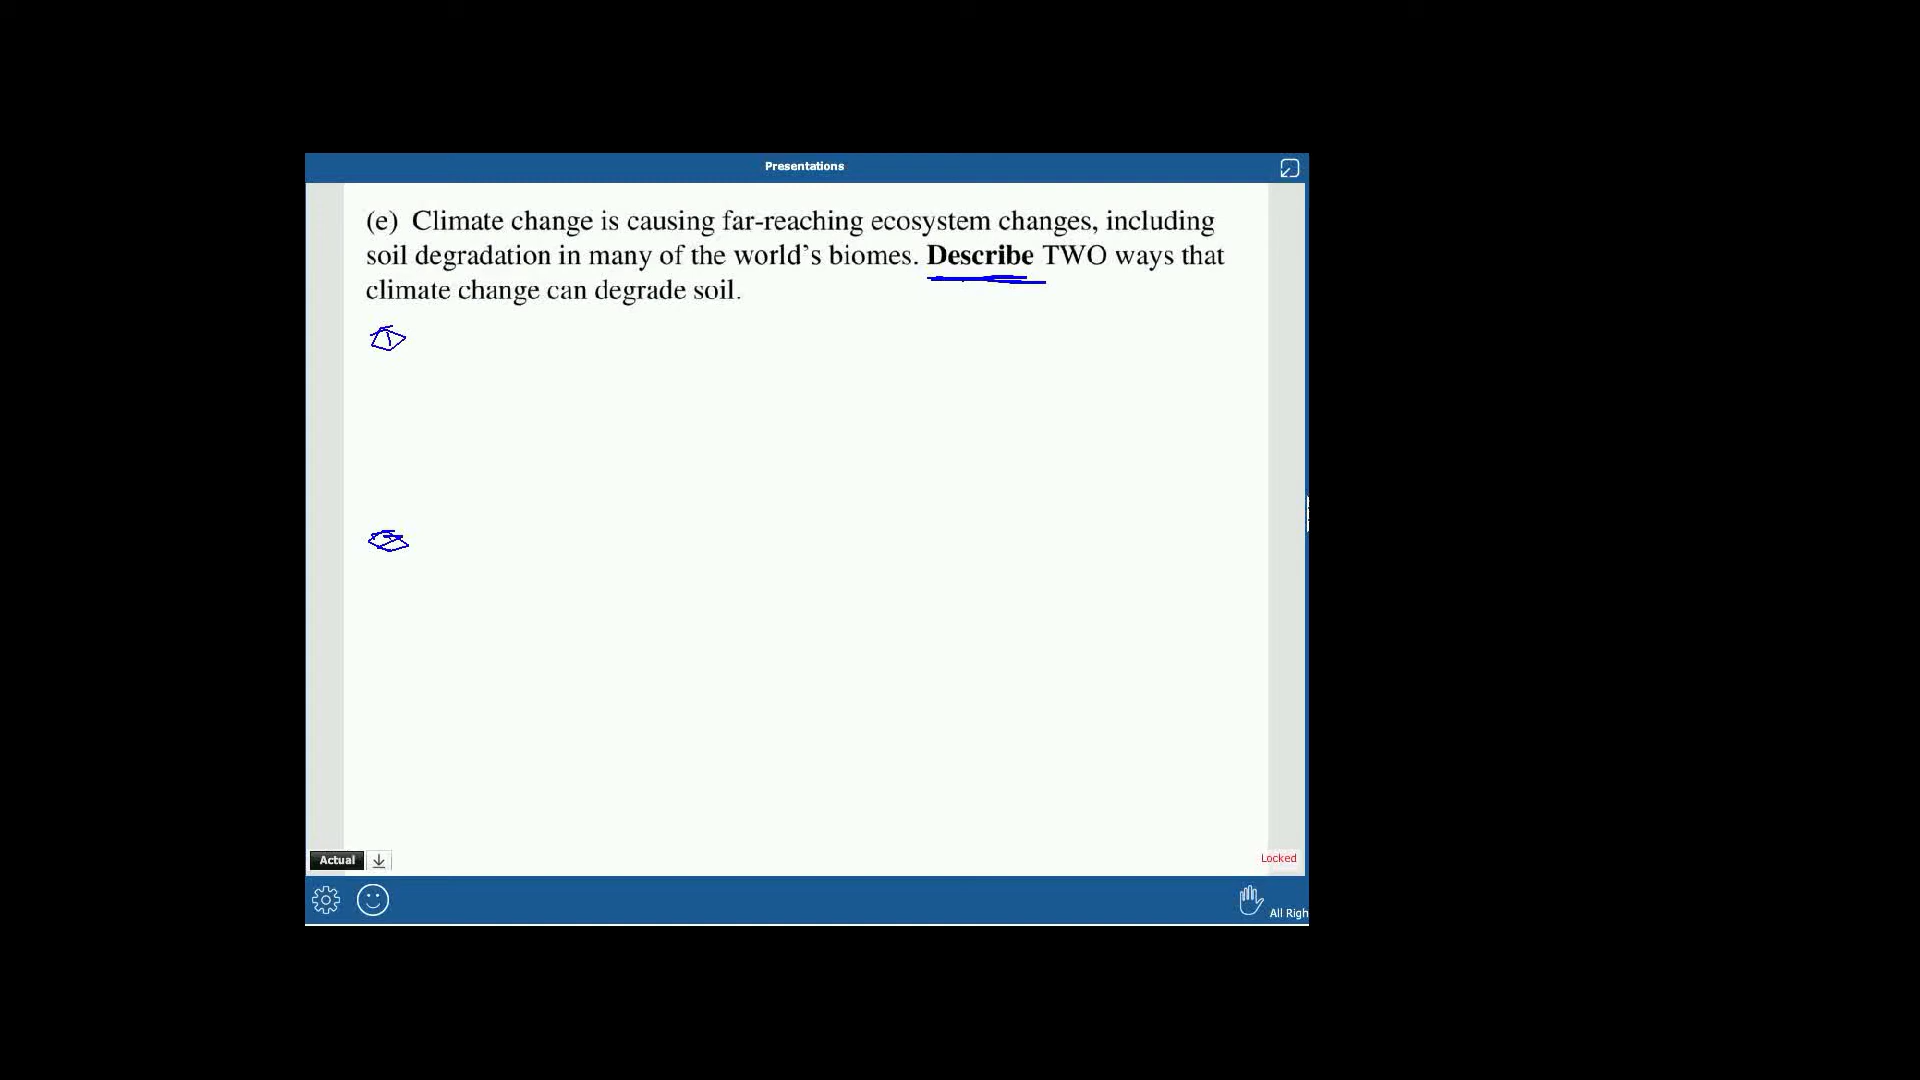 Presentations
(e) Climate change is causing far-reaching ecosystem changes, including
soil degradation in many of the world's biomes. Describe TWO ways that
climate change can degrade soil.
1
2
Actual
Locked
All Righ